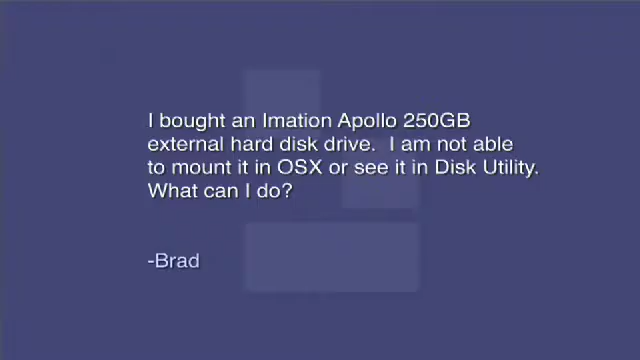 I bought an Imation Apollo 250GB
external hard disk drive.  I am not able
to mount it in OSX or see it in Disk Utility.
What can I do?
-Brad